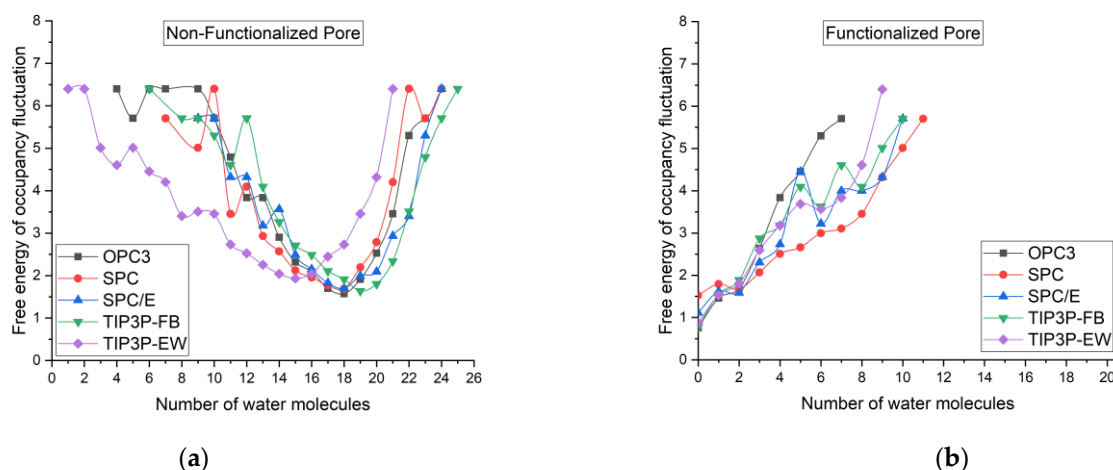 Non-Functionalized Pore
Free energy of occupancy fluctuation
8
7
6
5
4
3
2
1
0
OPC3
SPC
SPC/E
TIP3P-FB
TIP3P-EW
0 2 4 6 8 10 12 14 16 18 20 22 24 26
Number of water molecules
(a)
Functionalized Pore
Free energy of occupancy fluctuation
8
7
6
5
4
3
2
1
0
OPC3
SPC
SPC/E
TIP3P-FB
TIP3P-EW
0 2 4 6 8 10 12 14 16 18 20
Number of water molecules
(b)